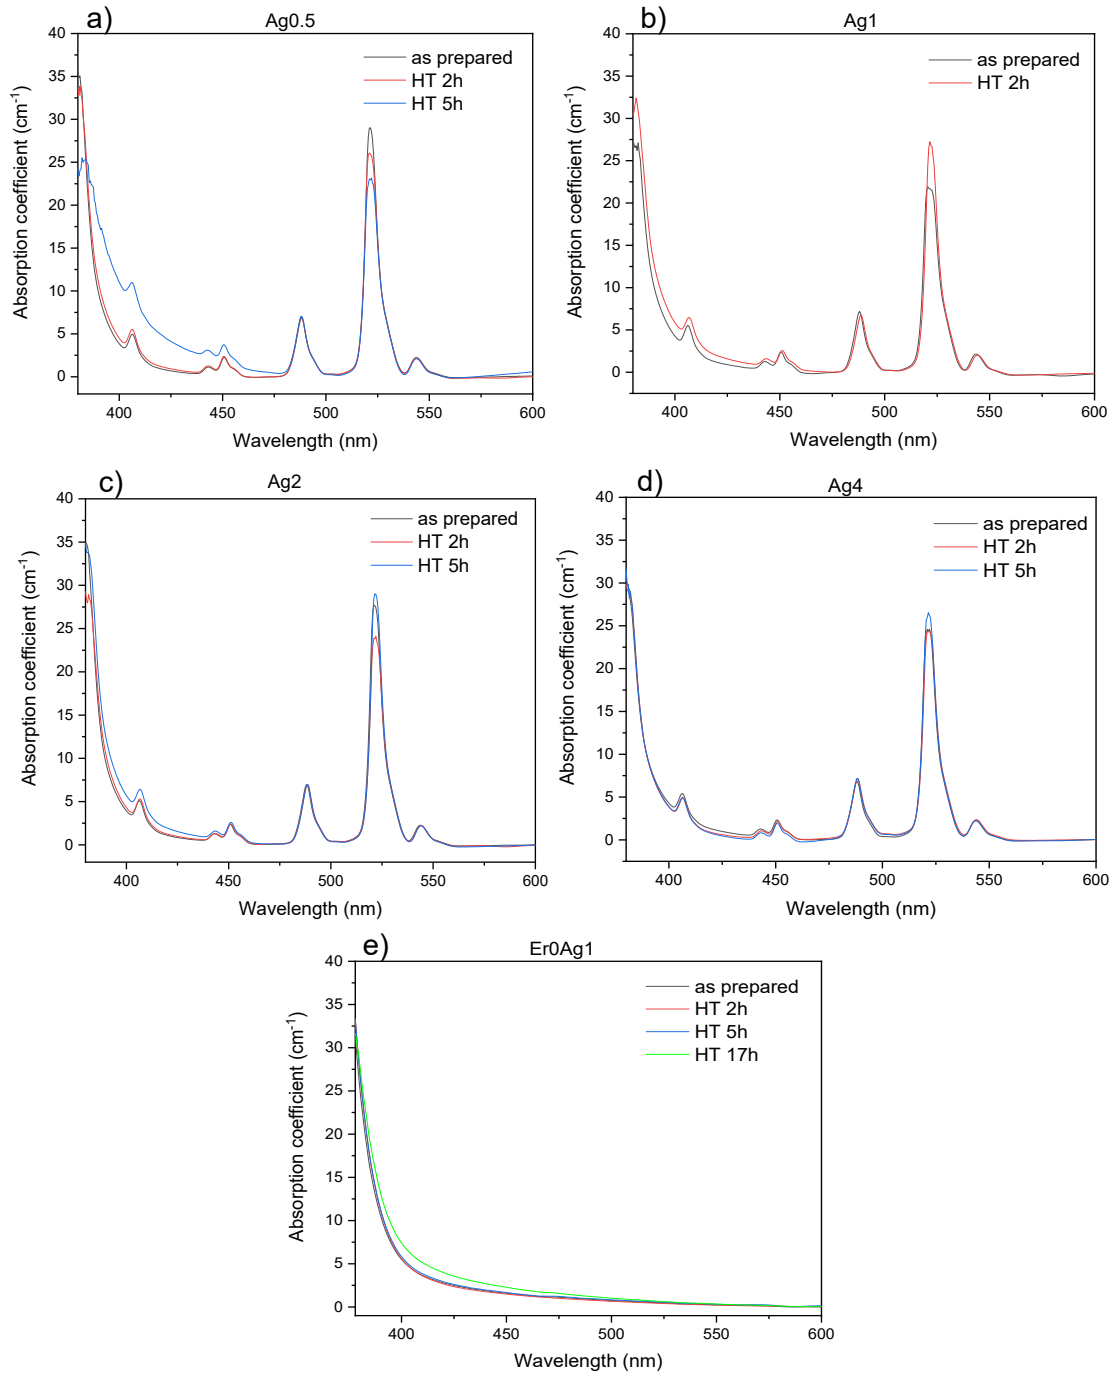 a) Ag0.5
Absorption coefficient (cm⁻¹)
40
35
30
25
20
15
10
5
0
as prepared
HT 2h
HT 5h
400 450 500 550 600
Wavelength (nm)
b) Ag1
Absorption coefficient (cm⁻¹)
40
35
30
25
20
15
10
5
0
as prepared
HT 2h
400 450 500 550 600
Wavelength (nm)
c) Ag2
Absorption coefficient (cm⁻¹)
40
35
30
25
20
15
10
5
0
as prepared
HT 2h
HT 5h
400 450 500 550 600
Wavelength (nm)
d) Ag4
Absorption coefficient (cm⁻¹)
40
35
30
25
20
15
10
5
0
as prepared
HT 2h
HT 5h
400 450 500 550 600
Wavelength (nm)
e) Er0Ag1
Absorption coefficient (cm⁻¹)
40
35
30
25
20
15
10
5
0
as prepared
HT 2h
HT 5h
HT 17h
400 450 500 550 600
Wavelength (nm)